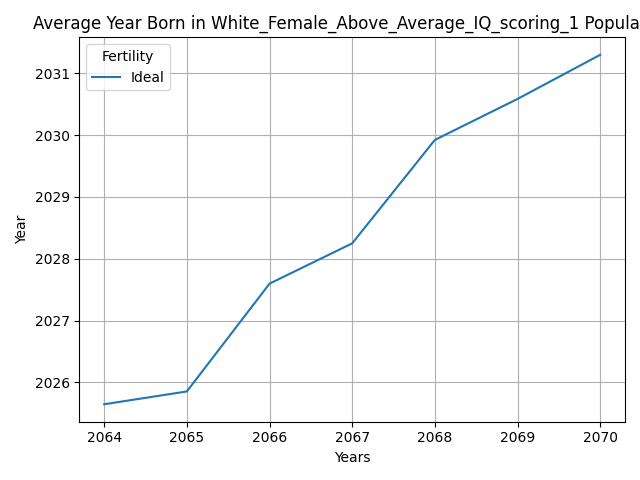 Average Year Born in White_Female_Above_Average_IQ_scoring_1 Popula
Fertility
Ideal
Year
2031
2030
2029
2028
2027
2026
2064 2065 2066 2067 2068 2069 2070
Years